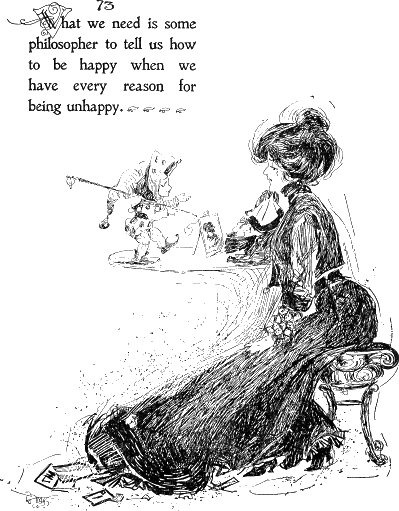 73
What we need is some
philosopher to tell us how
to be happy when we
have every reason for
being unhappy.